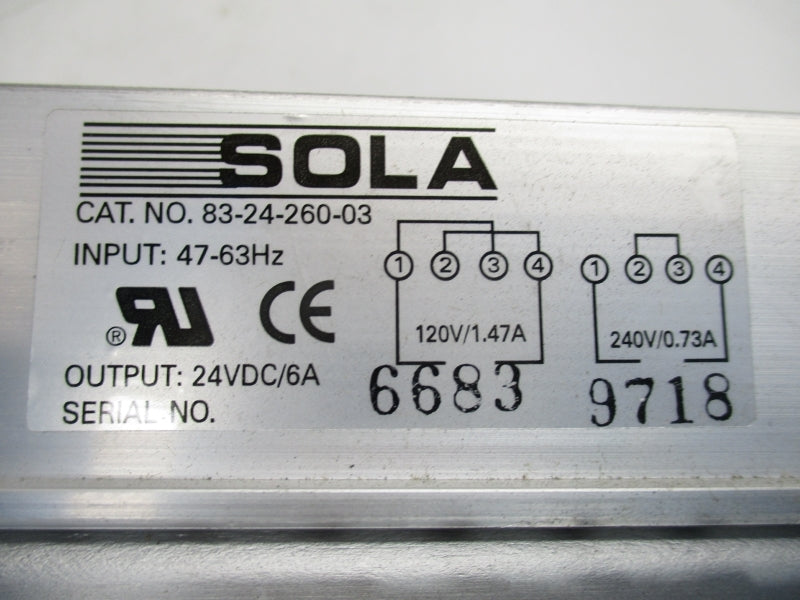 SOLA
CAT. NO. 83-24-260-03
INPUT: 47-63Hz
1 2 3 4
1 2 3 4
® RU CE
120V/1.47A
240V/0.73A
OUTPUT: 24VDC/6A
SERIAL NO. 6683 9718